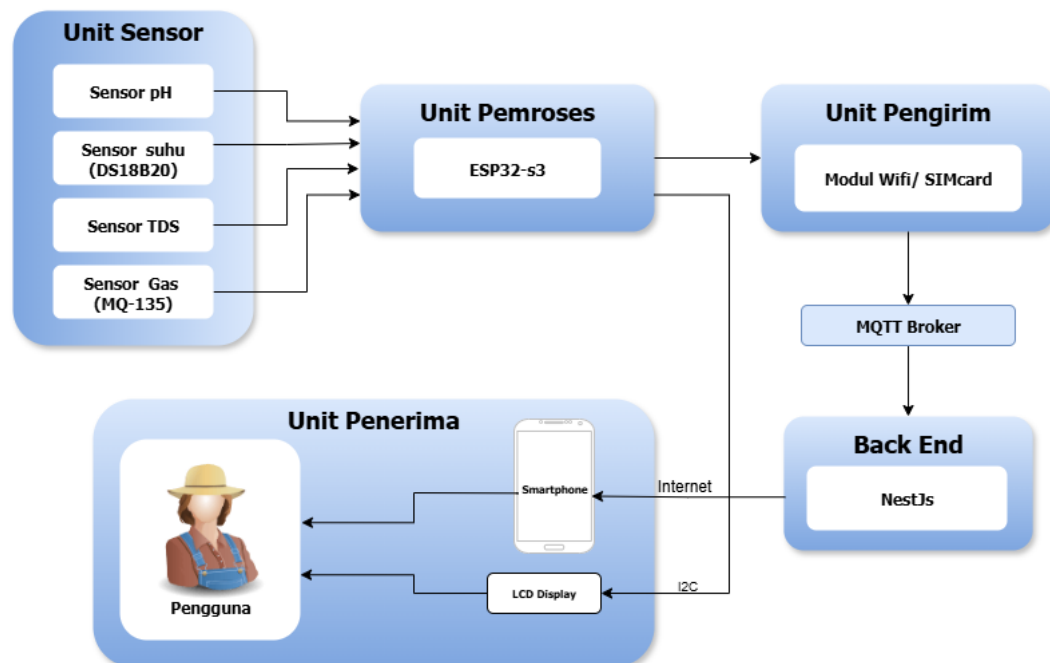 Unit Sensor
Sensor pH
Sensor suhu
(DS18B20)
Sensor TDS
Sensor Gas
(MQ-135)
Unit Pemroses
ESP32-s3
Unit Pengirim
Modul Wifi/ SIMcard
MQTT Broker
Back End
NestJs
Internet
I2C
Unit Penerima
Smartphone
LCD Display
Pengguna